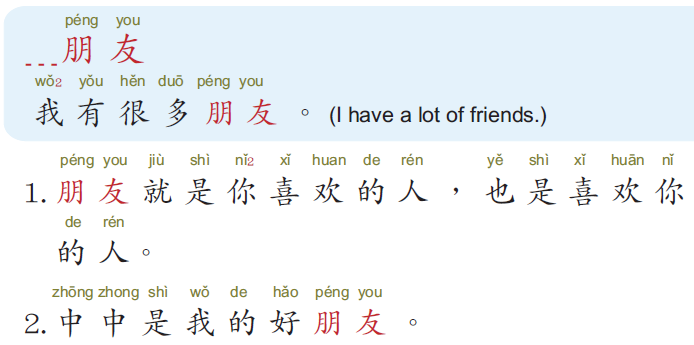 péng you
---朋友
wǒ2 yǒu hěn duō péng you
我有很多朋友。(I have a lot of friends.)
péng you jiù shì nǐ2 xǐ huan de rén yě shì xǐ huān nǐ
1. 朋友就是你喜欢的人，也是喜欢你
de rén
的人。
zhōng zhong shì wǒ de hǎo péng you
2. 中中是我的好朋友。